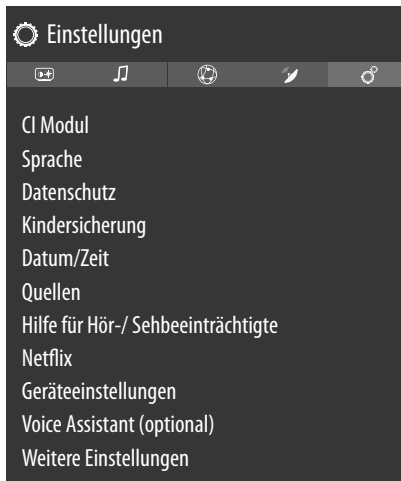 Einstellungen
CI Modul
Sprache
Datenschutz
Kindersicherung
Datum/Zeit
Quellen
Hilfe für Hör-/ Sehbeeinträchtigte
Netflix
Geräteeinstellungen
Voice Assistant (optional)
Weitere Einstellungen